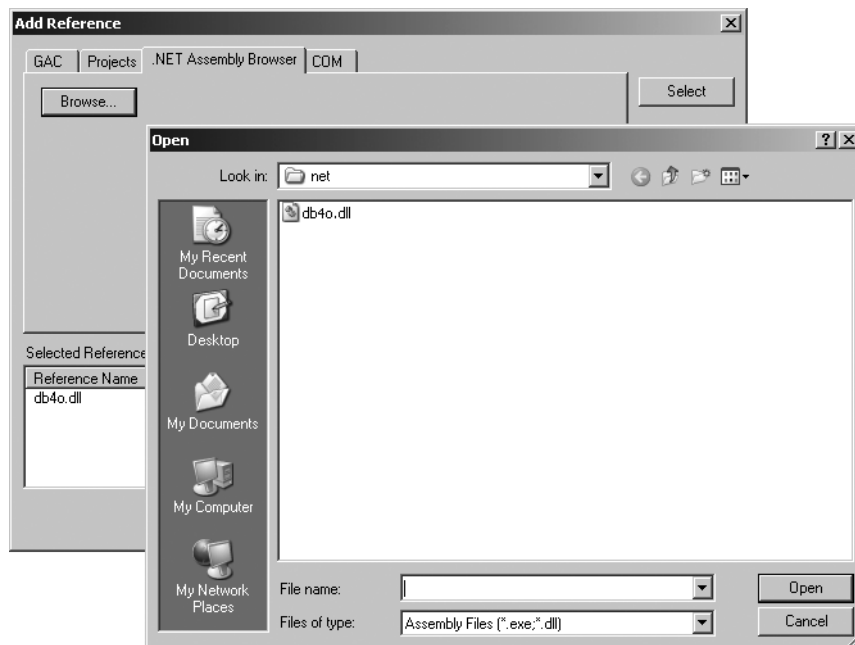 Add Reference
GAC
Projects
.NET Assembly Browser
COM
Browse...
Select
Open
Look in:
net
My Recent
Documents
Desktop
My Documents
My Computer
My Network
Places
db4o.dll
Selected Reference
Reference Name
db4o.dll
File name:
Open
Files of type:
Assembly Files (*.exe;*.dll)
Cancel